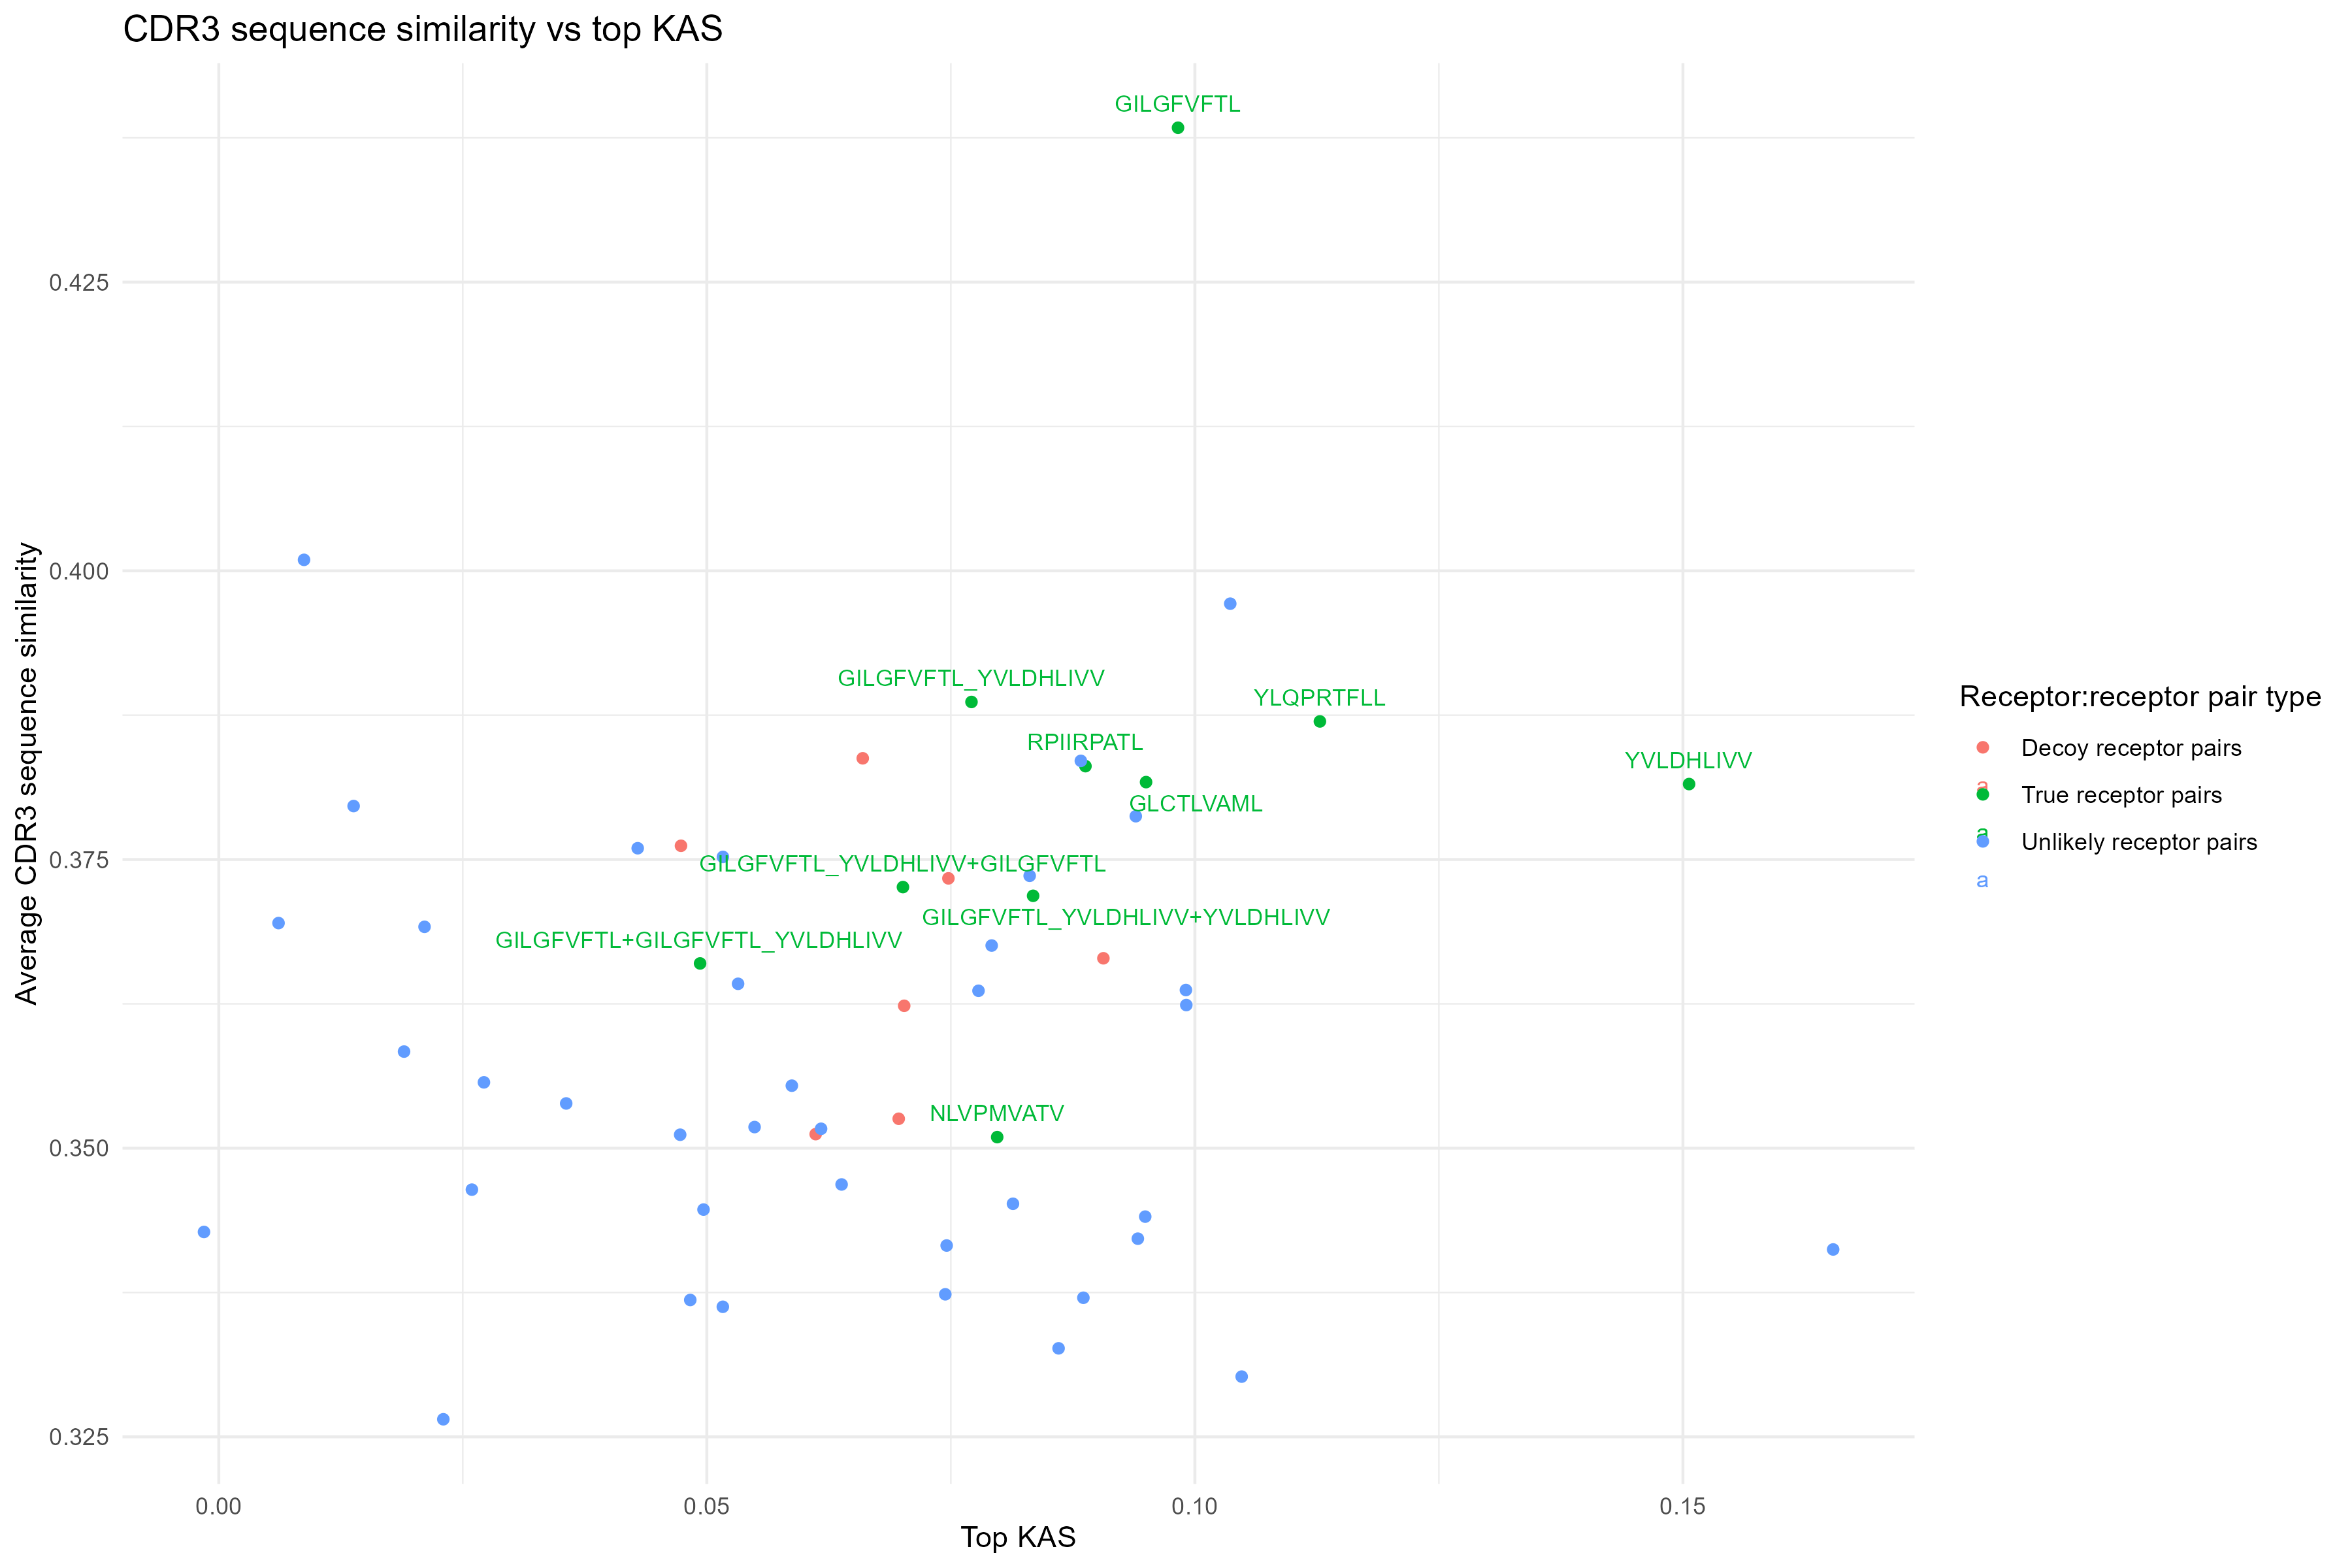 CDR3 sequence similarity vs top KAS
GILGFVFTL
0.425
0.400
GILGFVFTL_YVLDHLIVV
YLQPRTFLL
RPIIRPATL
YVLDHLIVV
GLCTLVAML
0.375
GILGFVFTL_YVLDHLIVV+GILGFVFTL
GILGFVFTL_YVLDHLIVV+YVLDHLIVV
GILGFVFTL+GILGFVFTL_YVLDHLIVV
NLVPMVATV
0.350
0.325
Average CDR3 sequence similarity
0.00
0.05
0.10
0.15
Top KAS
Receptor:receptor pair type
Decoy receptor pairs
a
True receptor pairs
a
Unlikely receptor pairs
a